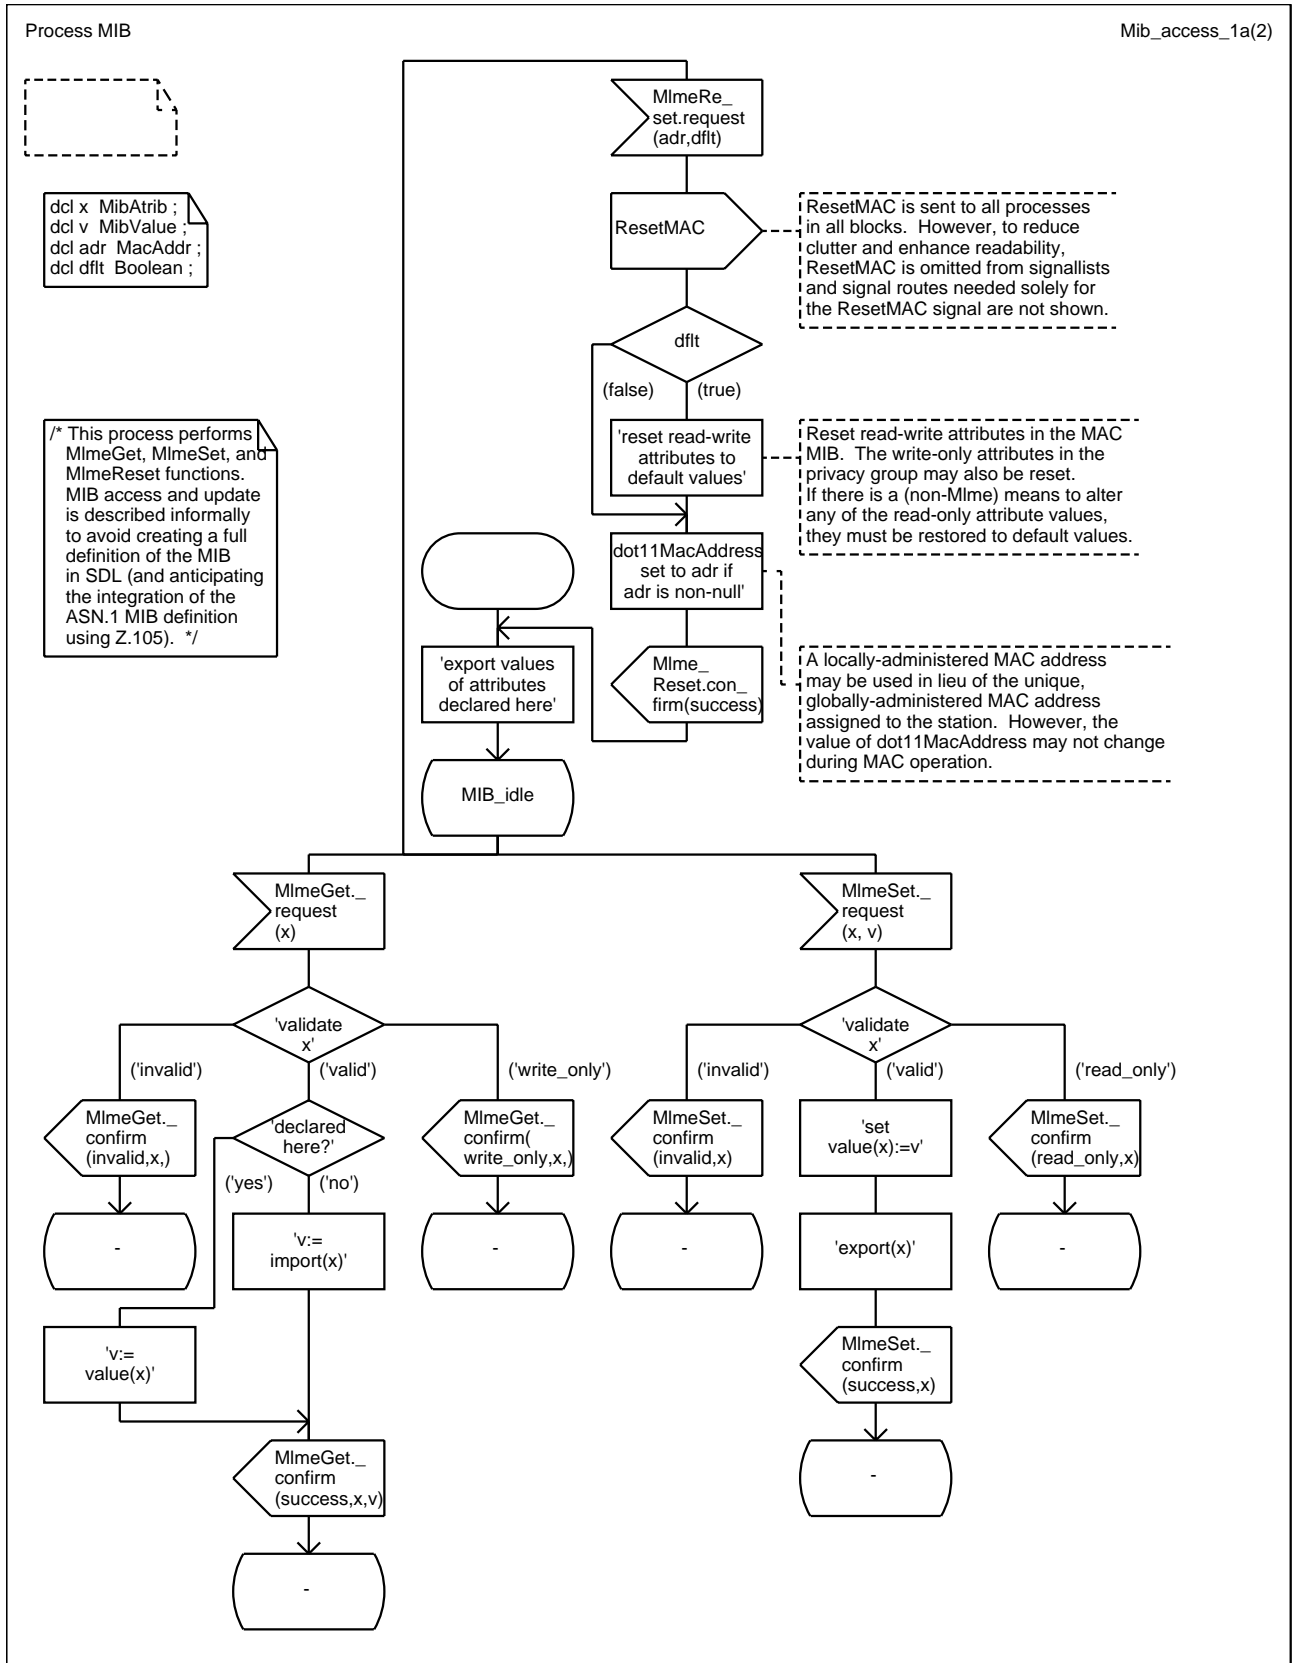 Process MIB
Mib_access_1a(2)
MlmeRe_
set.request
(adr,dflt)
dcl x  MibAtrib ;
dcl v  MibValue ;
dcl adr  MacAddr ;
dcl dflt  Boolean ;
ResetMAC
ResetMAC is sent to all processes
in all blocks.  However, to reduce
clutter and enhance readability,
ResetMAC is omitted from signallists
and signal routes needed solely for
the ResetMAC signal are not shown.
dflt
(false)
(true)
/* This process performs
MlmeGet, MlmeSet, and
MlmeReset functions.
MIB access and update
is described informally
to avoid creating a full
definition of the MIB
in SDL (and anticipating
the integration of the
ASN.1 MIB definition
using Z.105).  */
'reset read-write
attributes to
default values'
Reset read-write attributes in the MAC
MIB.  The write-only attributes in the
privacy group may also be reset.
If there is a (non-Mlme) means to alter
any of the read-only attribute values,
they must be restored to default values.
dot11MacAddress
set to adr if
adr is non-null'
'export values
of attributes
declared here'
Mlme_
Reset.con_
firm(success)
A locally-administered MAC address
may be used in lieu of the unique,
globally-administered MAC address
assigned to the station.  However, the
value of dot11MacAddress may not change
during MAC operation.
MIB_idle
MlmeGet._
request
(x)
MlmeSet._
request
(x, v)
'validate
x'
'validate
x'
('invalid')
('valid')
('write_only')
('invalid')
('valid')
('read_only')
MlmeGet._
confirm
(invalid,x,)
'declared
here?'
MlmeGet._
confirm(
write_only,x,)
MlmeSet._
confirm
(invalid,x)
'set
value(x):=v'
MlmeSet._
confirm
(read_only,x)
('yes')
('no')
-
'v:=
import(x)'
-
-
'export(x)'
-
'v:=
value(x)'
MlmeSet._
confirm
(success,x)
MlmeGet._
confirm
(success,x,v)
-
-